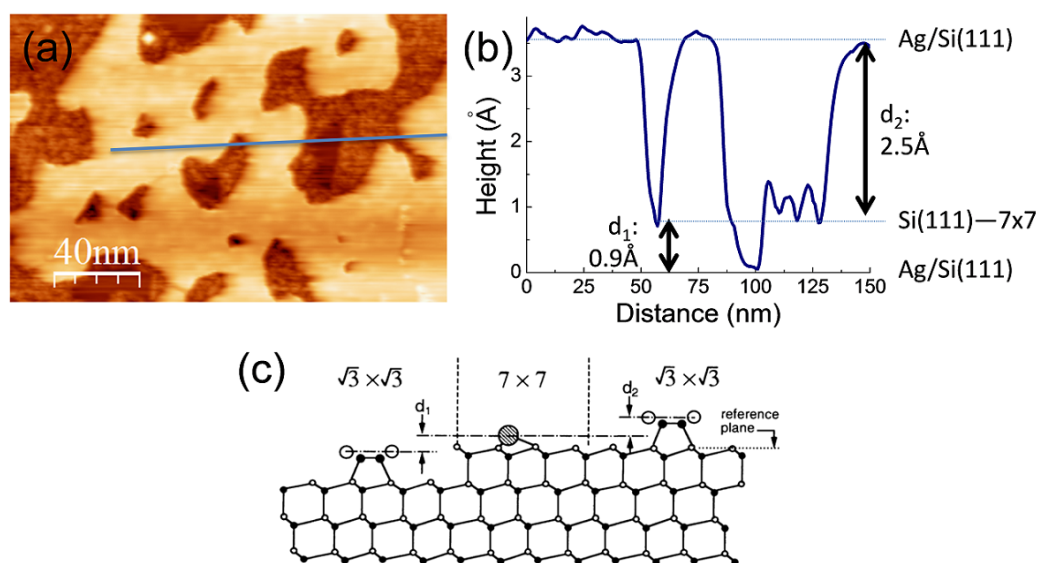 (a)
40nm
(b)
Height (Å)
3
2
1
0
0 25 50 75 100 125 150
Distance (nm)
d₁:
0.9Å
d₂:
2.5Å
Ag/Si(111)
Si(111)—7x7
Ag/Si(111)
(c)
√3 × √3
7 × 7
√3 × √3
d₁
d₂
reference
plane